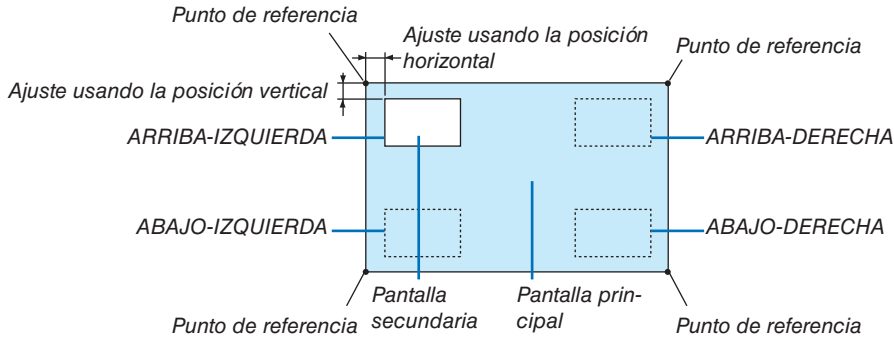 Punto de referencia
Ajuste usando la posición
horizontal
Punto de referencia
Ajuste usando la posición vertical
ARRIBA-IZQUIERDA
ARRIBA-DERECHA
ABAJO-IZQUIERDA
ABAJO-DERECHA
Pantalla
secundaria
Pantalla prin-
cipal
Punto de referencia
Punto de referencia